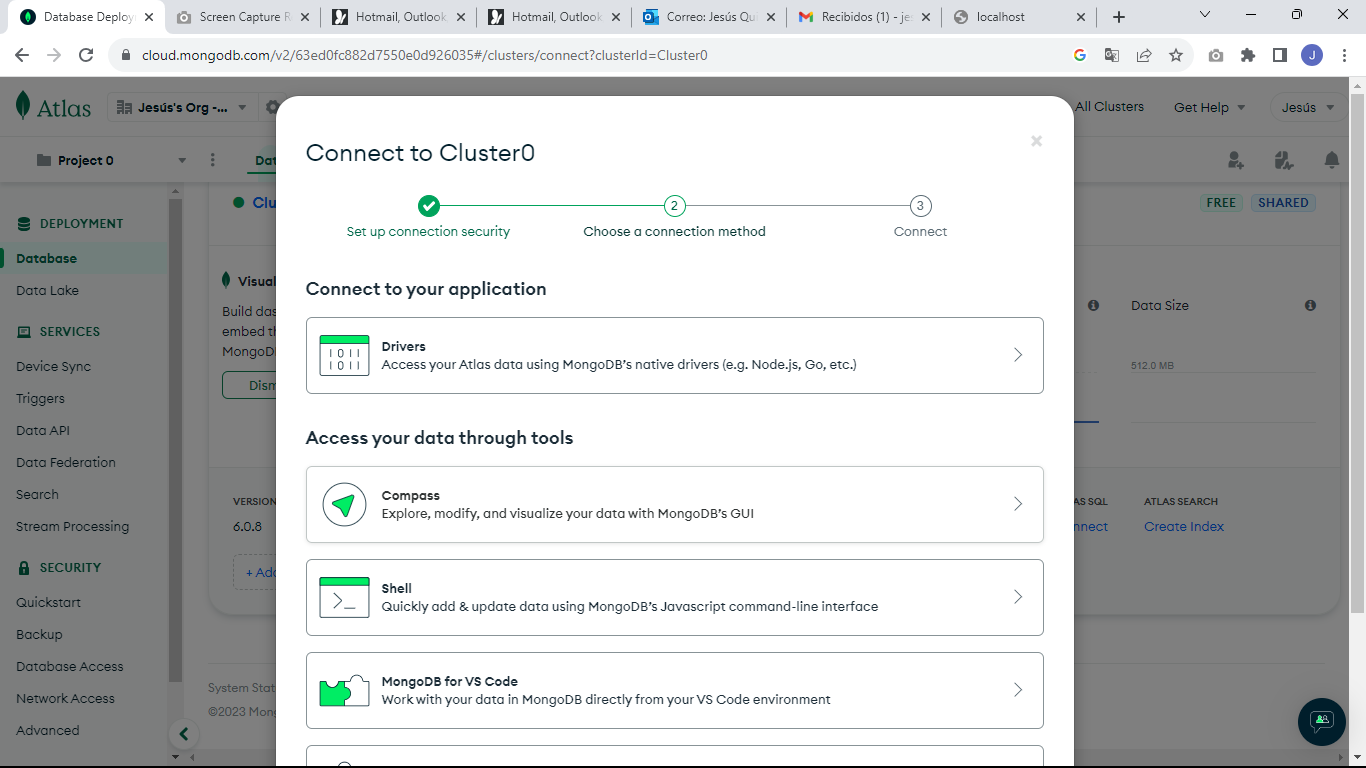 Database Deploy
Screen Capture R
Hotmail, Outlook
Hotmail, Outlook
Correo: Jesús Qui
Recibidos (1) - je
localhost
cloud.mongodb.com/v2/63ed0fc882d7550e0d926035#/clusters/connect?clusterId=Cluster0
J
Atlas
Jesús's Org -...
All Clusters
Get Help
Jesús
Project 0
Dat
DEPLOYMENT
Database
Data Lake
SERVICES
Device Sync
Triggers
Data API
Data Federation
Search
Stream Processing
SECURITY
Quickstart
Backup
Database Access
Network Access
Advanced
Clu
FREE
SHARED
Visual
Build das
embed th
MongoD
Dism
Data Size
512.0 MB
VERSION
6.0.8
+ Add
AS SQL
nnect
ATLAS SEARCH
Create Index
System Stat
©2023 Mong
Connect to Cluster0
2
3
Set up connection security
Choose a connection method
Connect
Connect to your application
Drivers
Access your Atlas data using MongoDB's native drivers (e.g. Node.js, Go, etc.)
Access your data through tools
Compass
Explore, modify, and visualize your data with MongoDB's GUI
Shell
Quickly add & update data using MongoDB's Javascript command-line interface
MongoDB for VS Code
Work with your data in MongoDB directly from your VS Code environment